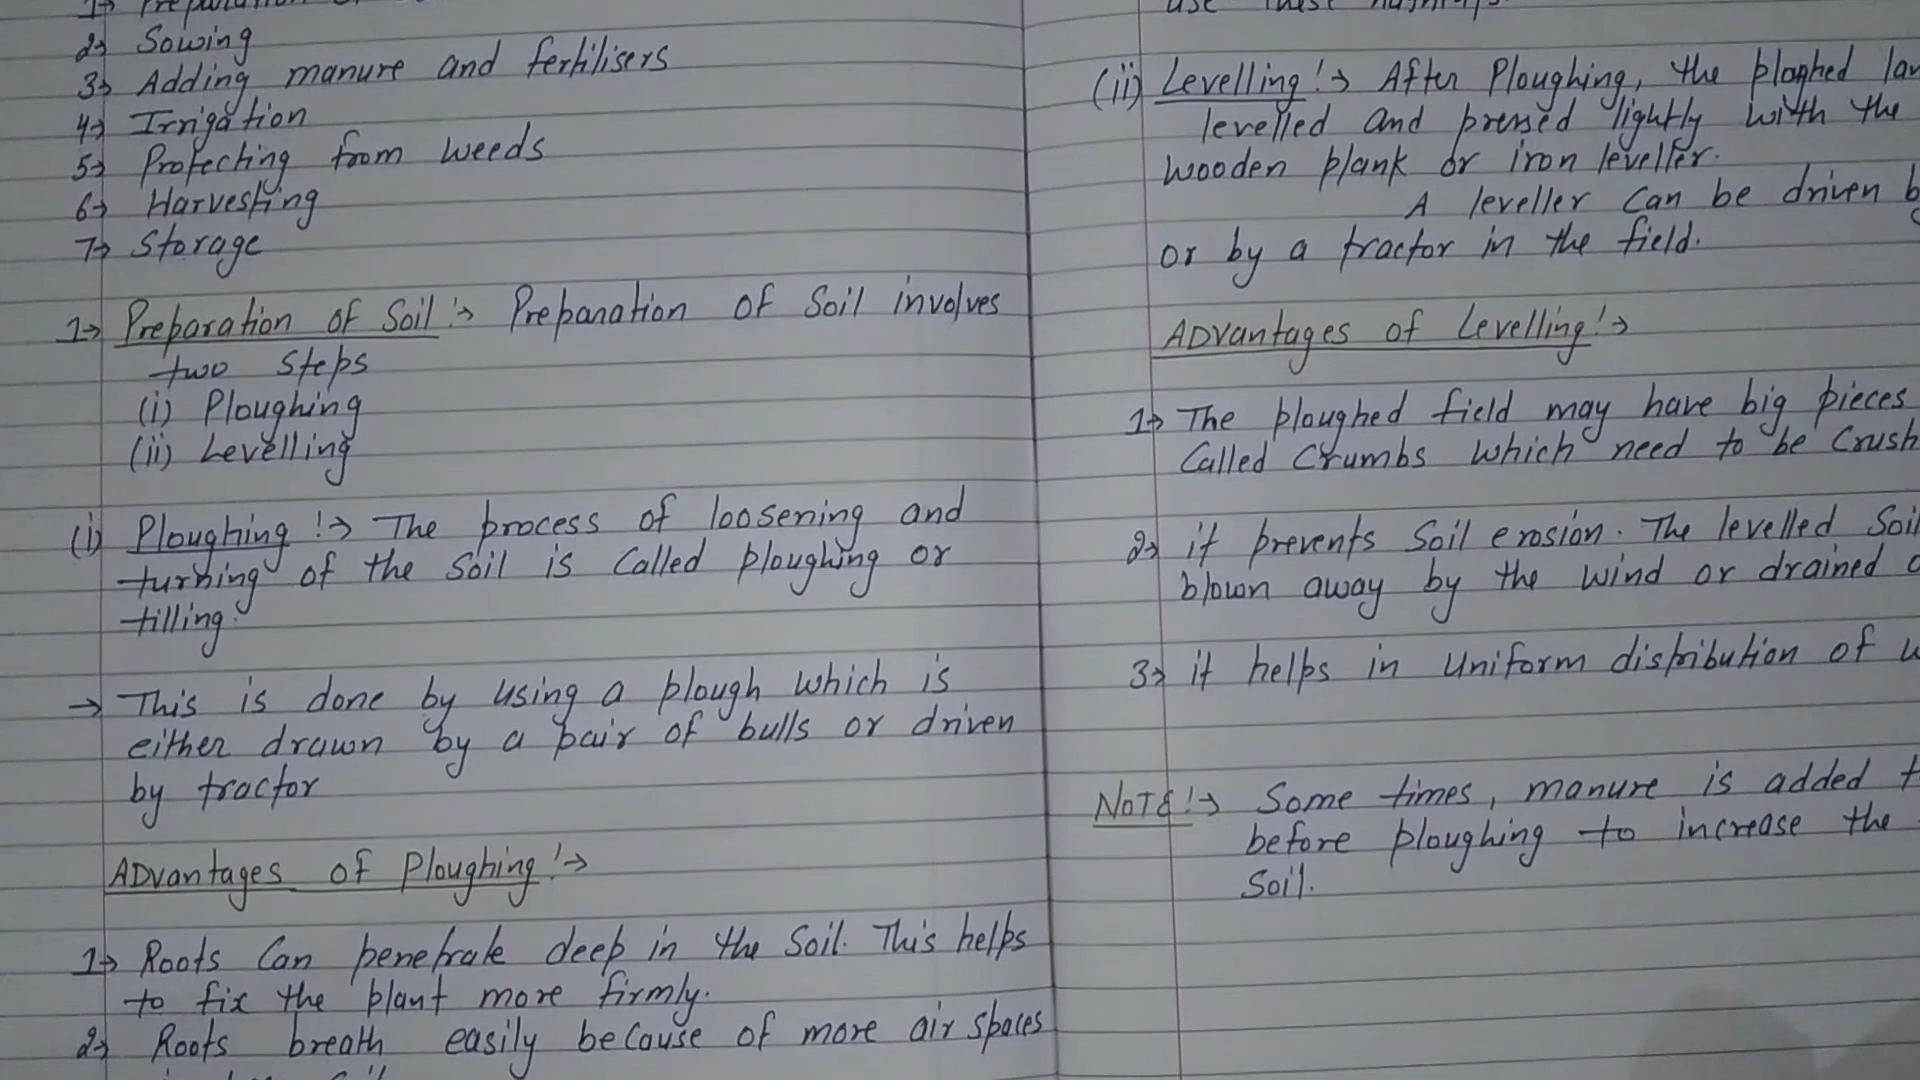 1→ Preparation
2→ Sowing
3→ Adding manure and fertilisers
4→ Irrigation
5→ Protecting from weeds
6→ Harvesting
7→ Storage
1→ Preparation of Soil :→ Preparation of Soil involves
two steps
(i) Ploughing
(ii) Levelling
(i) Ploughing :→ The process of loosening and
turning of the soil is called ploughing or
tilling.
→ This is done by using a plough which is
either drawn by a pair of bulls or driven
by tractor
Advantages of Ploughing :→
1→ Roots can penetrate deep in the soil. This helps
to fix the plant more firmly.
2→ Roots breath easily because of more air spaces
use these
(ii) Levelling :→ After Ploughing, the ploghed
levelled and pressed lightly with the
wooden plank or iron leveller.
A leveller can be driven
or by a tractor in the field.
Advantages of Levelling :→
1→ The ploughed field may have big pieces
called crumbs which need to be crush
2→ it prevents soil erosion. The levelled soil
blown away by the wind or drained
3→ it helps in uniform distribution of
NOTE :→ Some times, manure is added
before ploughing to increase the
soil.